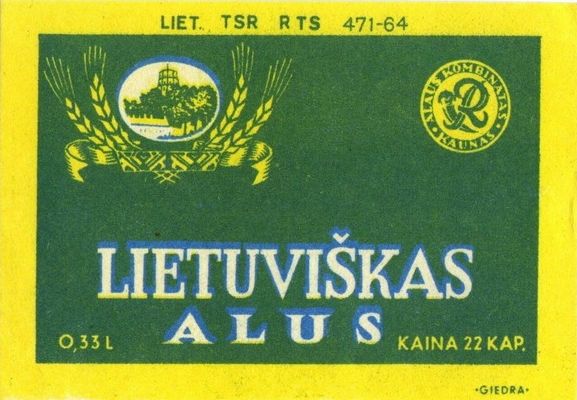 LIET. TSR RTS 471-64
ALAUS KOMBINATAS
R
KAUNAS
LIETUVIŠKAS
ALUS
0,33 L
KAINA 22 KAP.
·GIEDRA·